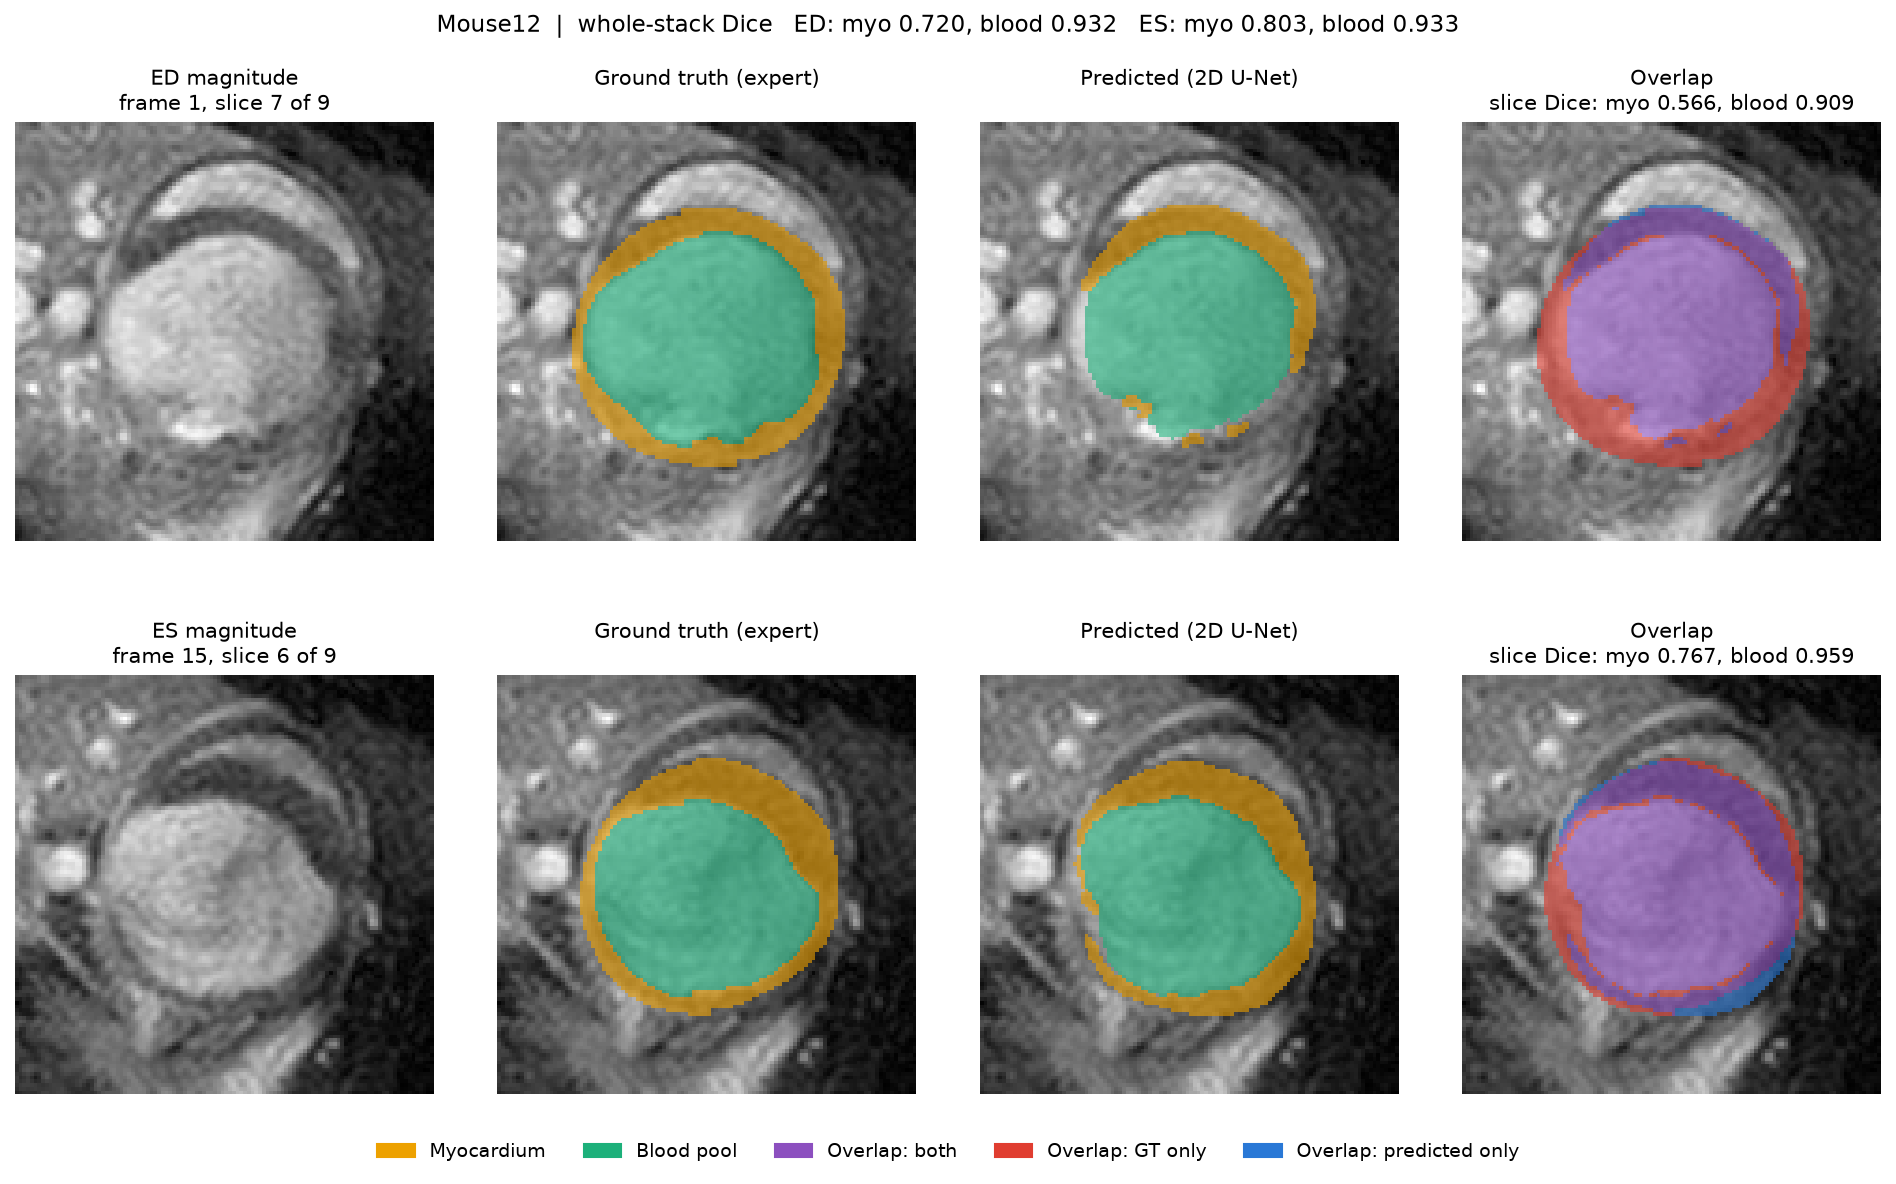 Mouse12  |  whole-stack Dice   ED: myo 0.720, blood 0.932   ES: myo 0.803, blood 0.933
ED magnitude
frame 1, slice 7 of 9
Ground truth (expert)
Predicted (2D U-Net)
Overlap
slice Dice: myo 0.566, blood 0.909
ES magnitude
frame 15, slice 6 of 9
Ground truth (expert)
Predicted (2D U-Net)
Overlap
slice Dice: myo 0.767, blood 0.959
Myocardium
Blood pool
Overlap: both
Overlap: GT only
Overlap: predicted only